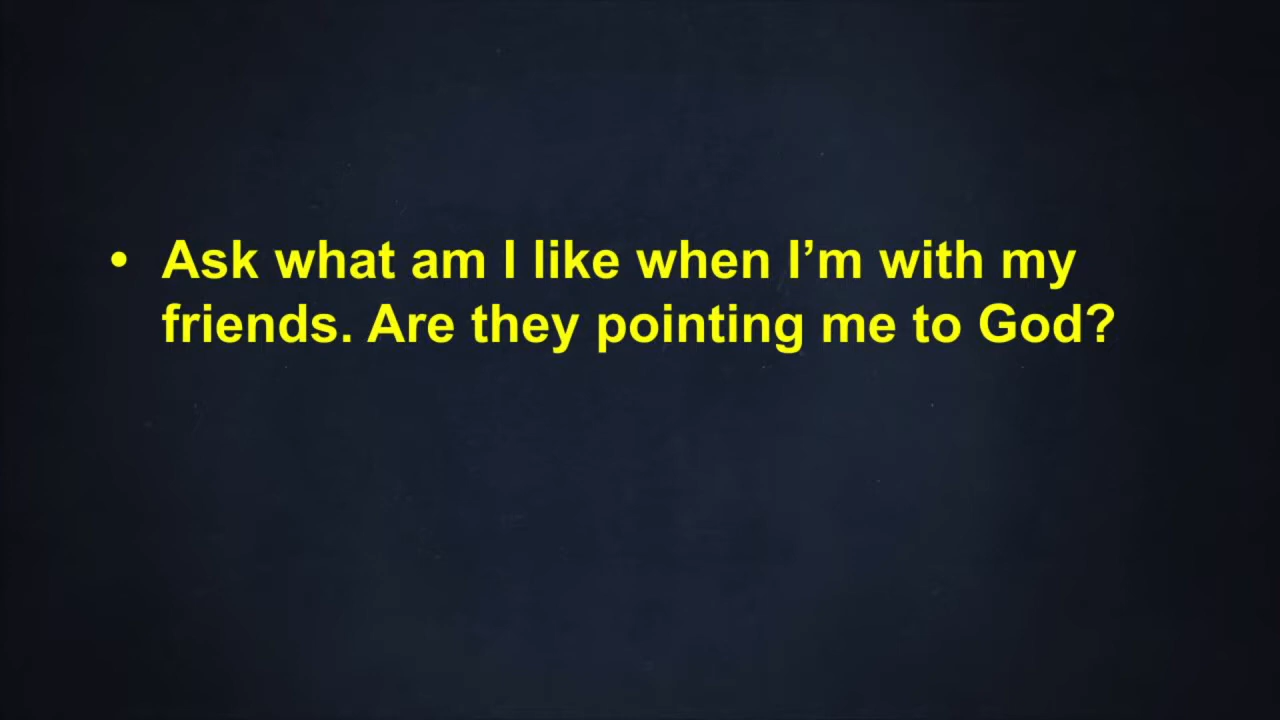 • Ask what am I like when I’m with my
friends. Are they pointing me to God?